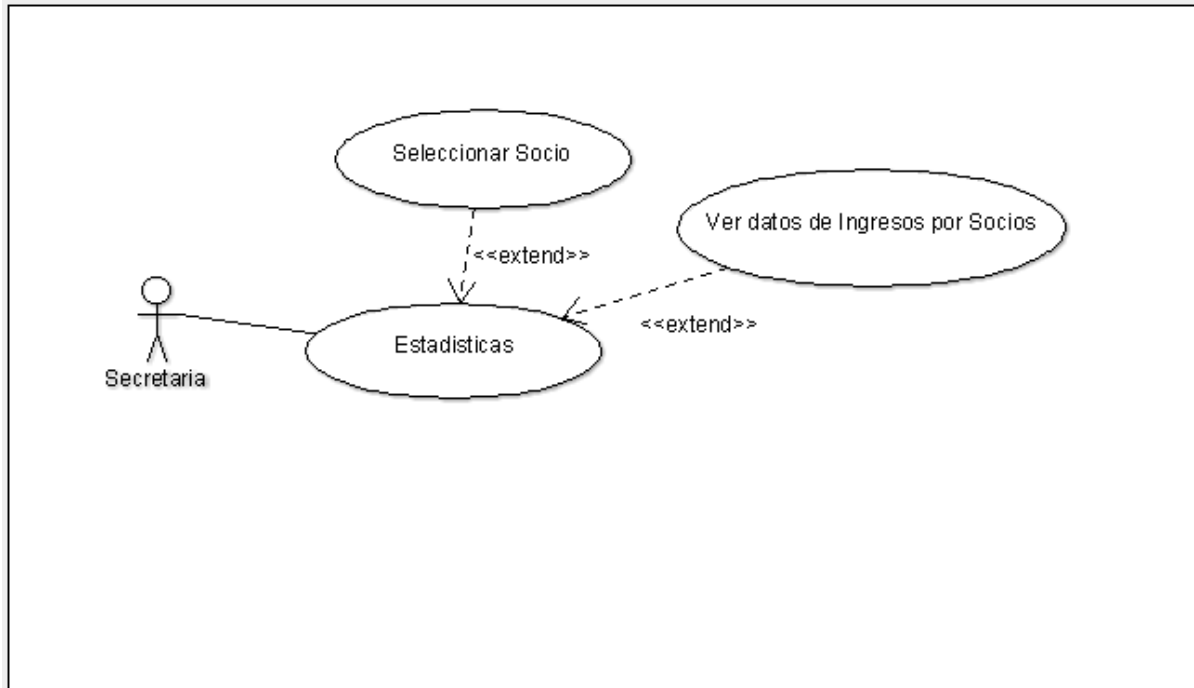 Seleccionar Socio
Ver datos de Ingresos por Socios
<<extend>>
<<extend>>
Estadisticas
Secretaria